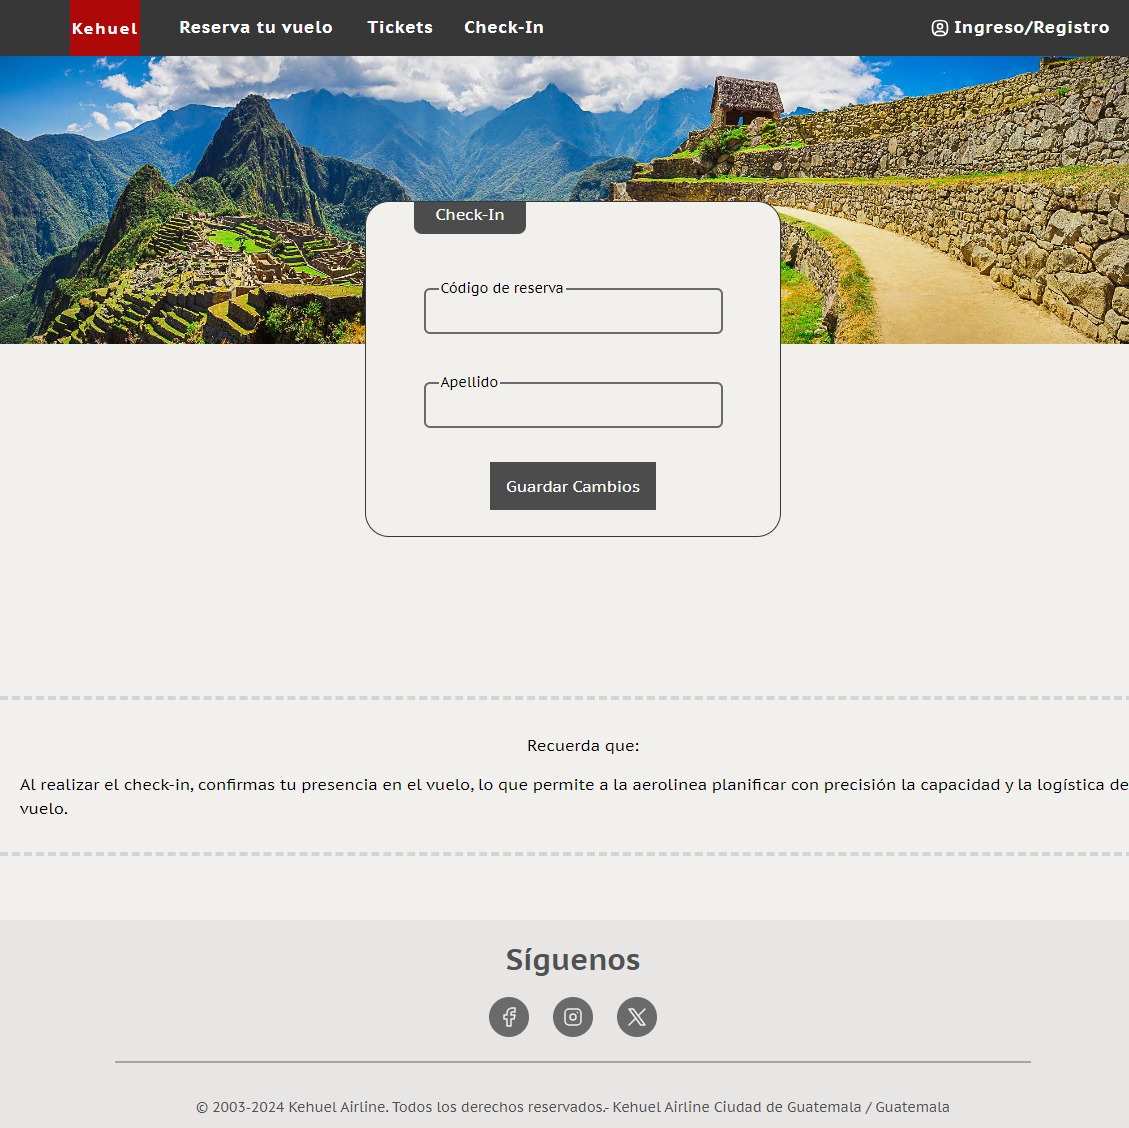 Kehuel
Reserva tu vuelo
Tickets
Check-In
Ingreso/Registro
Check-In
Código de reserva
Apellido
Guardar Cambios
Recuerda que:
Al realizar el check-in, confirmas tu presencia en el vuelo, lo que permite a la aerolinea planificar con precisión la capacidad y la logística de
vuelo.
Síguenos
© 2003-2024 Kehuel Airline. Todos los derechos reservados.- Kehuel Airline Ciudad de Guatemala / Guatemala